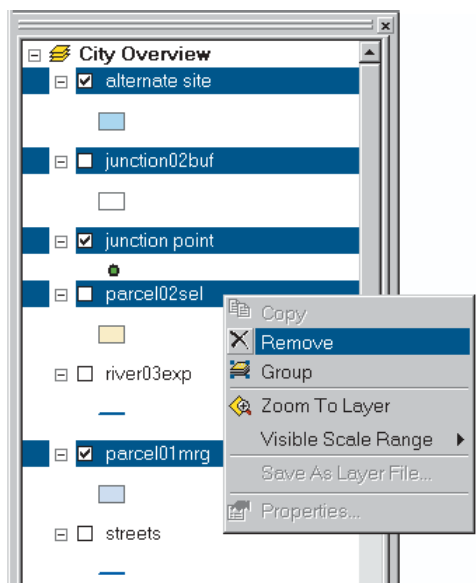 City Overview
alternate site
junction02buf
junction point
parcel02sel
Copy
Remove
Group
river03exp
Zoom To Layer
Visible Scale Range
parcel01mrg
Save As Layer File...
Properties...
streets